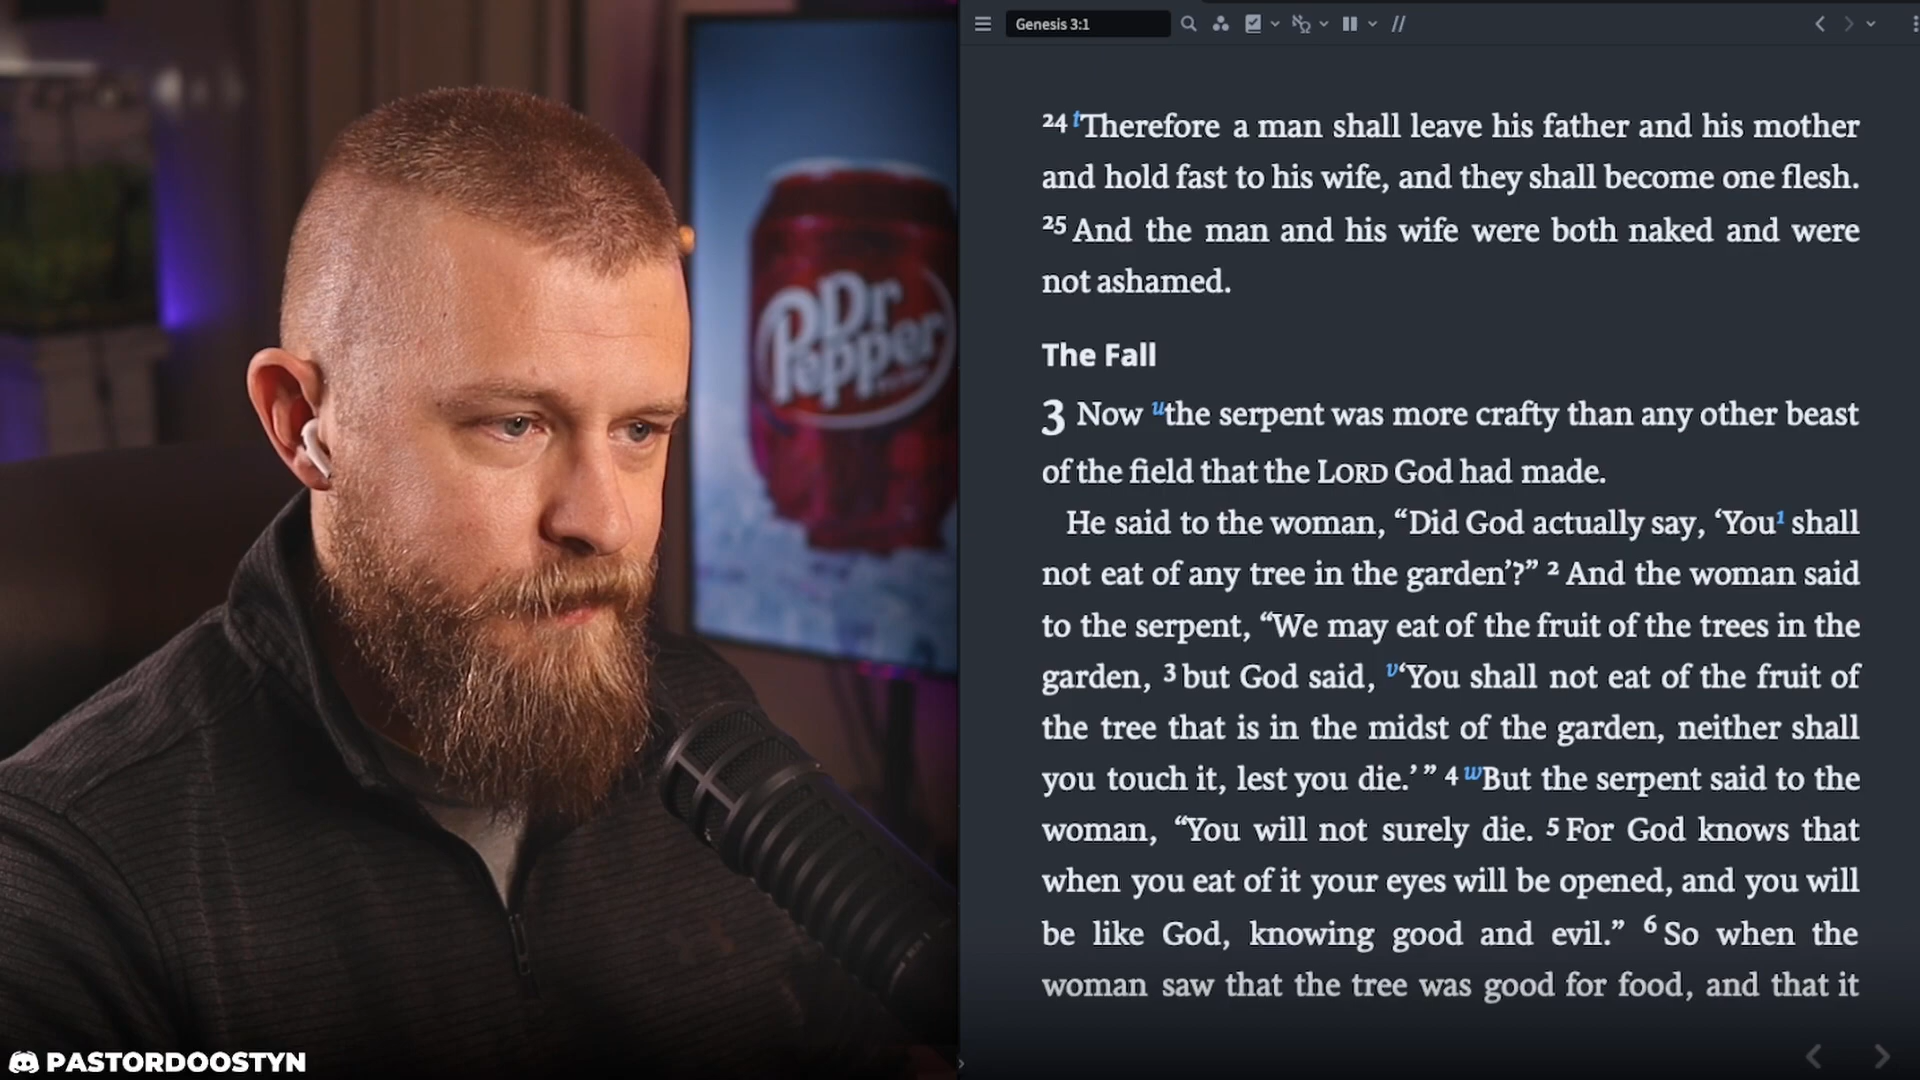 Genesis 3:1
24 tTherefore a man shall leave his father and his mother
and hold fast to his wife, and they shall become one flesh.
25 And the man and his wife were both naked and were
not ashamed.
The Fall
3 Now uthe serpent was more crafty than any other beast
of the field that the LORD God had made.
He said to the woman, “Did God actually say, ‘You1 shall
not eat of any tree in the garden’?” 2 And the woman said
to the serpent, “We may eat of the fruit of the trees in the
garden, 3 but God said, v‘You shall not eat of the fruit of
the tree that is in the midst of the garden, neither shall
you touch it, lest you die.’ ” 4 wBut the serpent said to the
woman, “You will not surely die. 5 For God knows that
when you eat of it your eyes will be opened, and you will
be like God, knowing good and evil.” 6 So when the
woman saw that the tree was good for food, and that it
Dr
Pepper
PASTORDOOSTYN